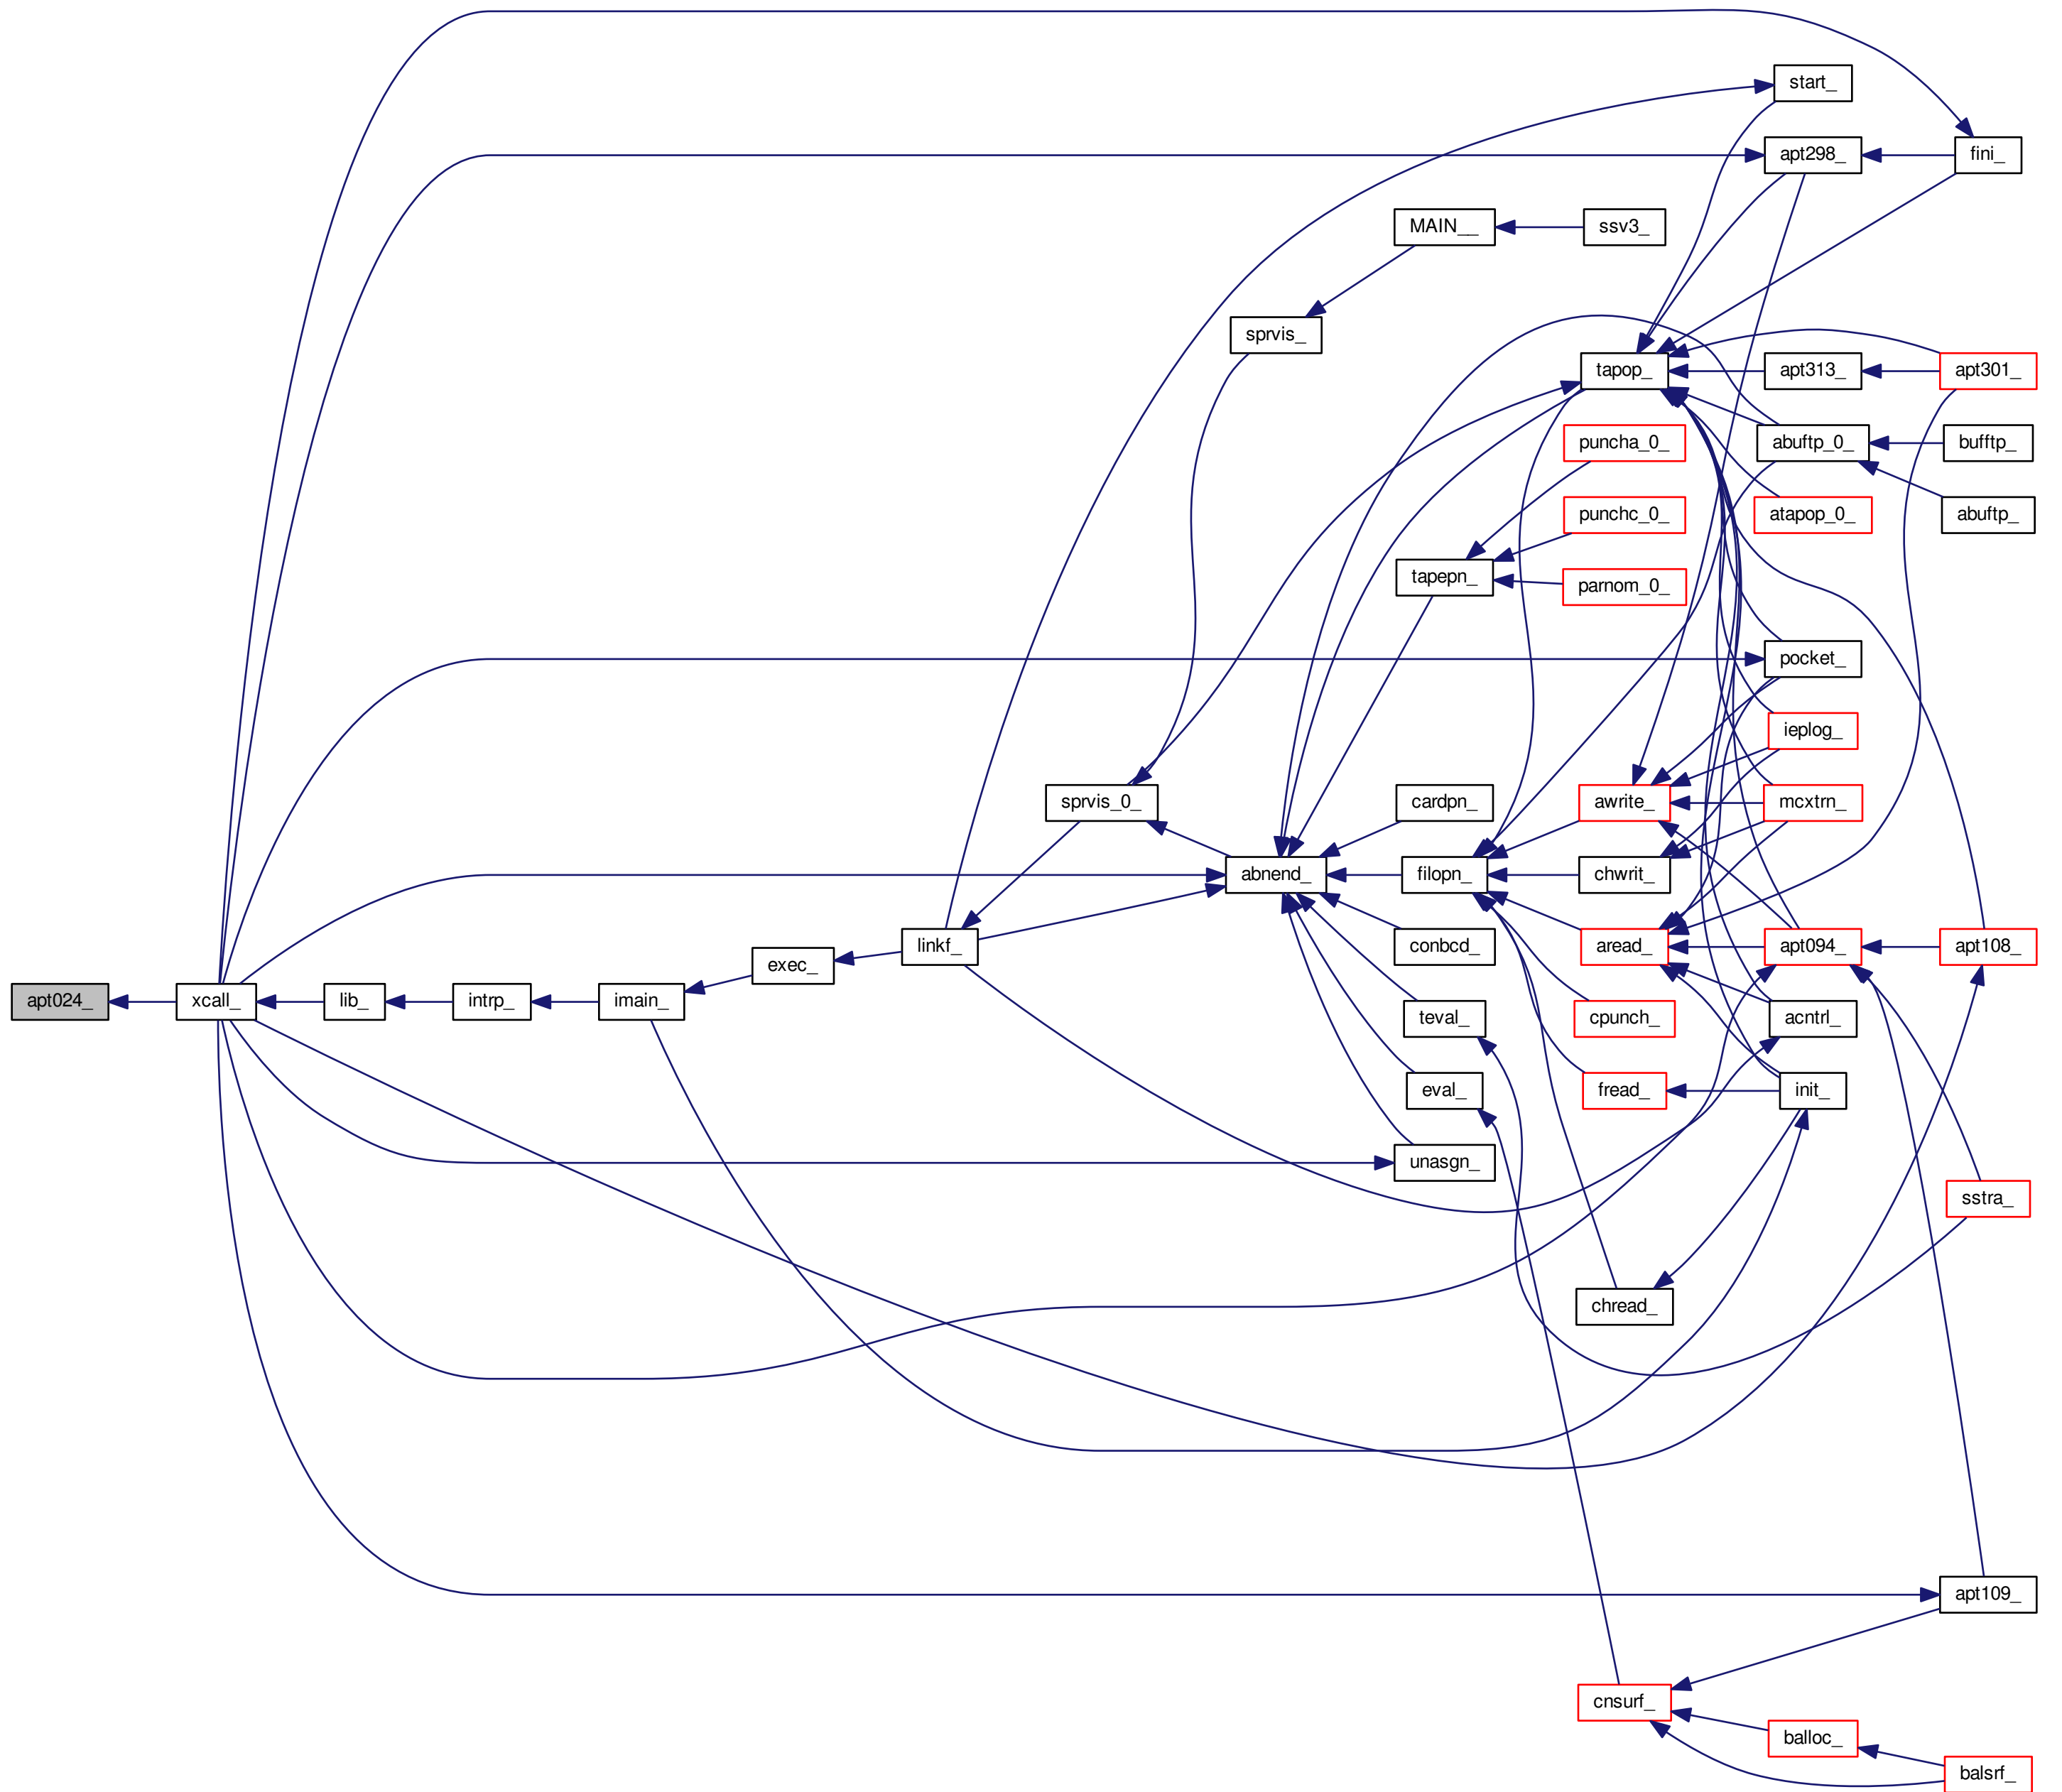 start_
apt298_
fini_
MAIN__
ssv3_
sprvis_
tapop_
apt313_
apt301_
puncha_0_
abuftp_0_
bufftp_
punchc_0_
atapop_0_
abuftp_
tapepn_
parnom_0_
pocket_
ieplog_
sprvis_0_
cardpn_
awrite_
mcxtrn_
abnend_
filopn_
chwrit_
linkf_
conbcd_
aread_
apt094_
apt108_
exec_
apt024_
xcall_
lib_
intrp_
imain_
teval_
cpunch_
acntrl_
eval_
fread_
init_
unasgn_
sstra_
chread_
apt109_
cnsurf_
balloc_
balsrf_